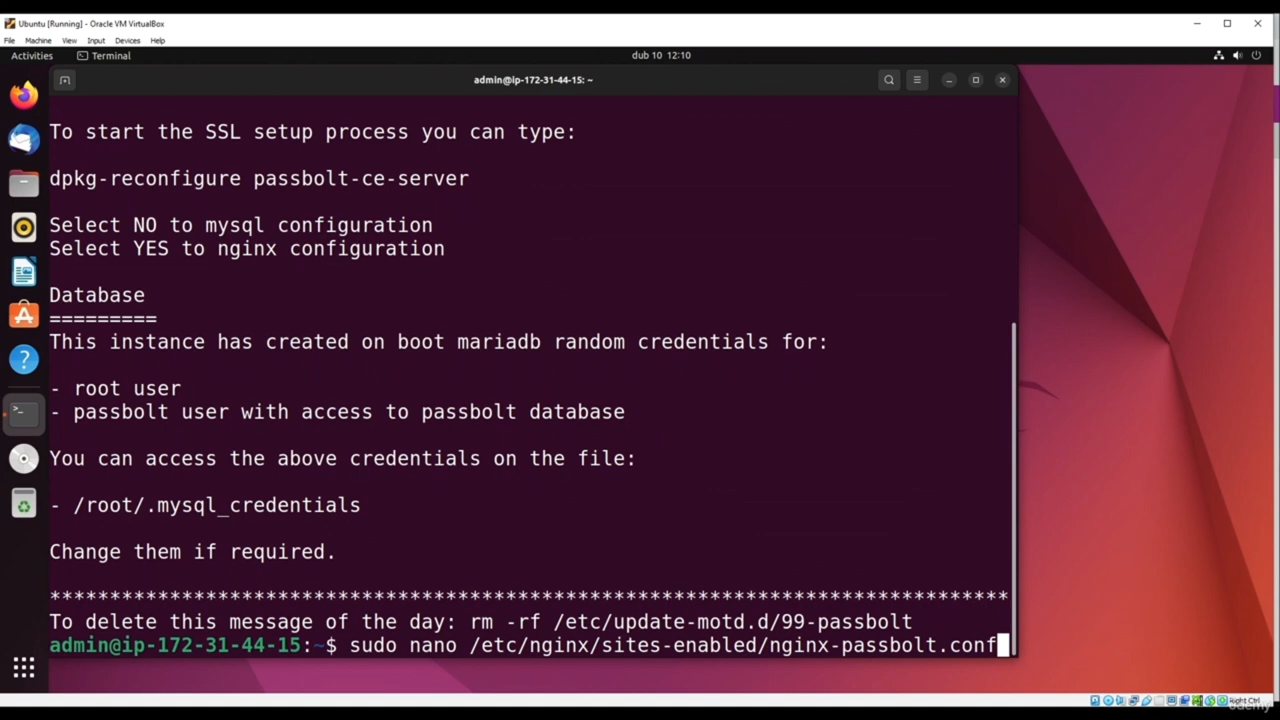 Ubuntu [Running] - Oracle VM VirtualBox
File Machine View Input Devices Help
Activities Terminal dub 10 12:10
admin@ip-172-31-44-15: ~
To start the SSL setup process you can type:
dpkg-reconfigure passbolt-ce-server
Select NO to mysql configuration
Select YES to nginx configuration
Database
=========
This instance has created on boot mariadb random credentials for:
- root user
- passbolt user with access to passbolt database
You can access the above credentials on the file:
- /root/.mysql_credentials
Change them if required.
********************************************************************************
To delete this message of the day: rm -rf /etc/update-motd.d/99-passbolt
admin@ip-172-31-44-15:~$ sudo nano /etc/nginx/sites-enabled/nginx-passbolt.conf
Right Ctrl
udemy